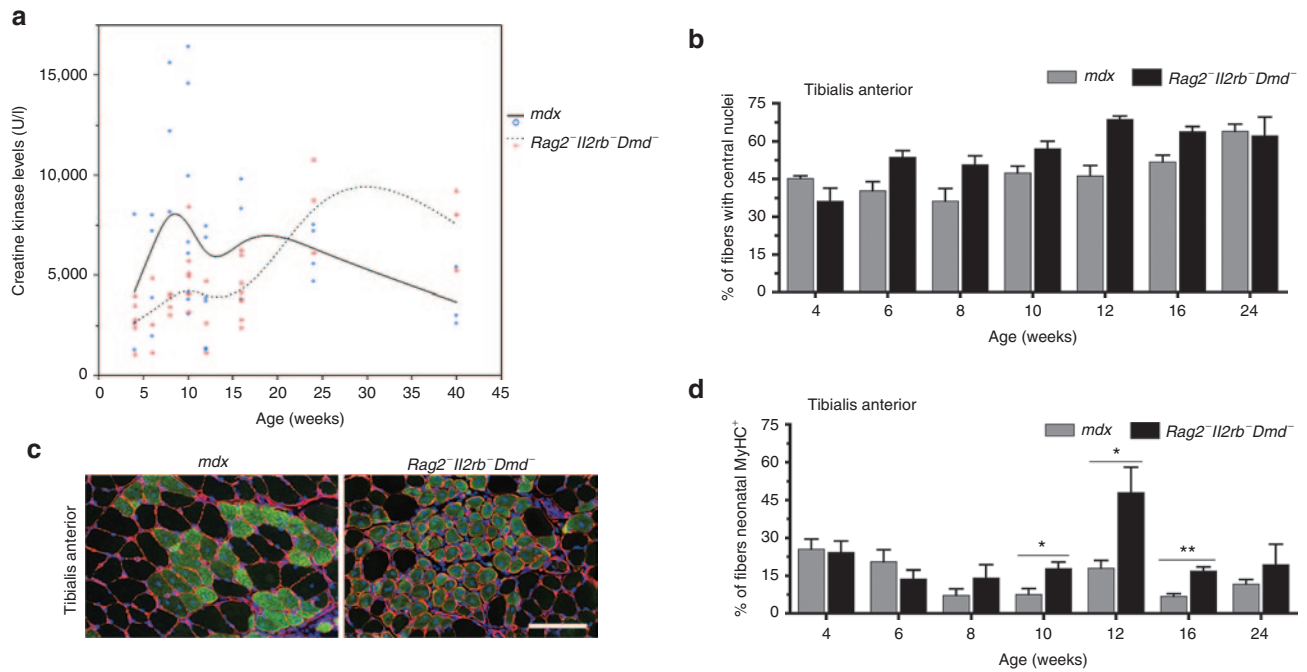 a
Creatine kinase levels (U/l)
15,000
10,000
5,000
0
0 5 10 15 20 25 30 35 40 45
Age (weeks)
mdx
Rag2⁻Il2rb⁻Dmd⁻
b
mdx Rag2⁻Il2rb⁻Dmd⁻
Tibialis anterior
% of fibers with central nuclei
75
60
45
30
15
0
4 6 8 10 12 16 24
Age (weeks)
c
mdx Rag2⁻Il2rb⁻Dmd⁻
Tibialis anterior
d
Tibialis anterior
mdx Rag2⁻Il2rb⁻Dmd⁻
% of fibers neonatal MyHC⁺
75
60
45
30
15
0
* * **
4 6 8 10 12 16 24
Age (weeks)